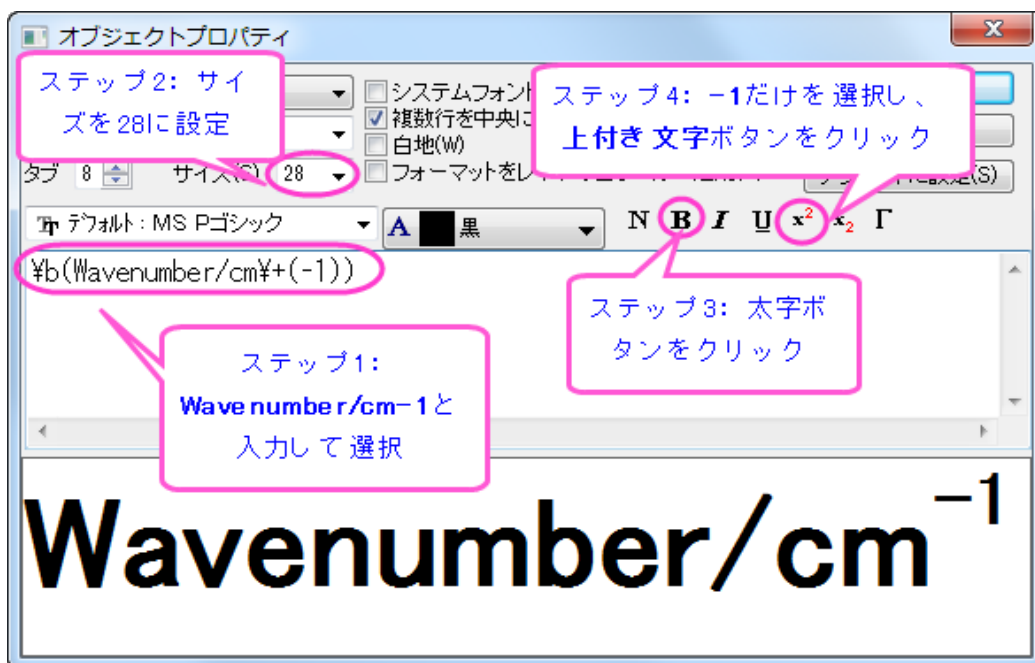 オブジェクトプロパティ
X
ステップ2: サイ
ズを28に設定
システムフォント
複数行を中央に
白地(W)
フォーマットをレイ
ステップ4: -1だけを選択し、
上付き文字ボタンをクリック
タブ 8 サイズ(S) 28
に設定(S)
デフォルト: MS Pゴシック
A 黒
N B I U x² x₂ Γ
¥b(Wavenumber/cm¥+(-1))
ステップ3: 太字ボ
タンをクリック
ステップ1:
Wavenumber/cm-1と
入力して選択
Wavenumber/cm⁻¹